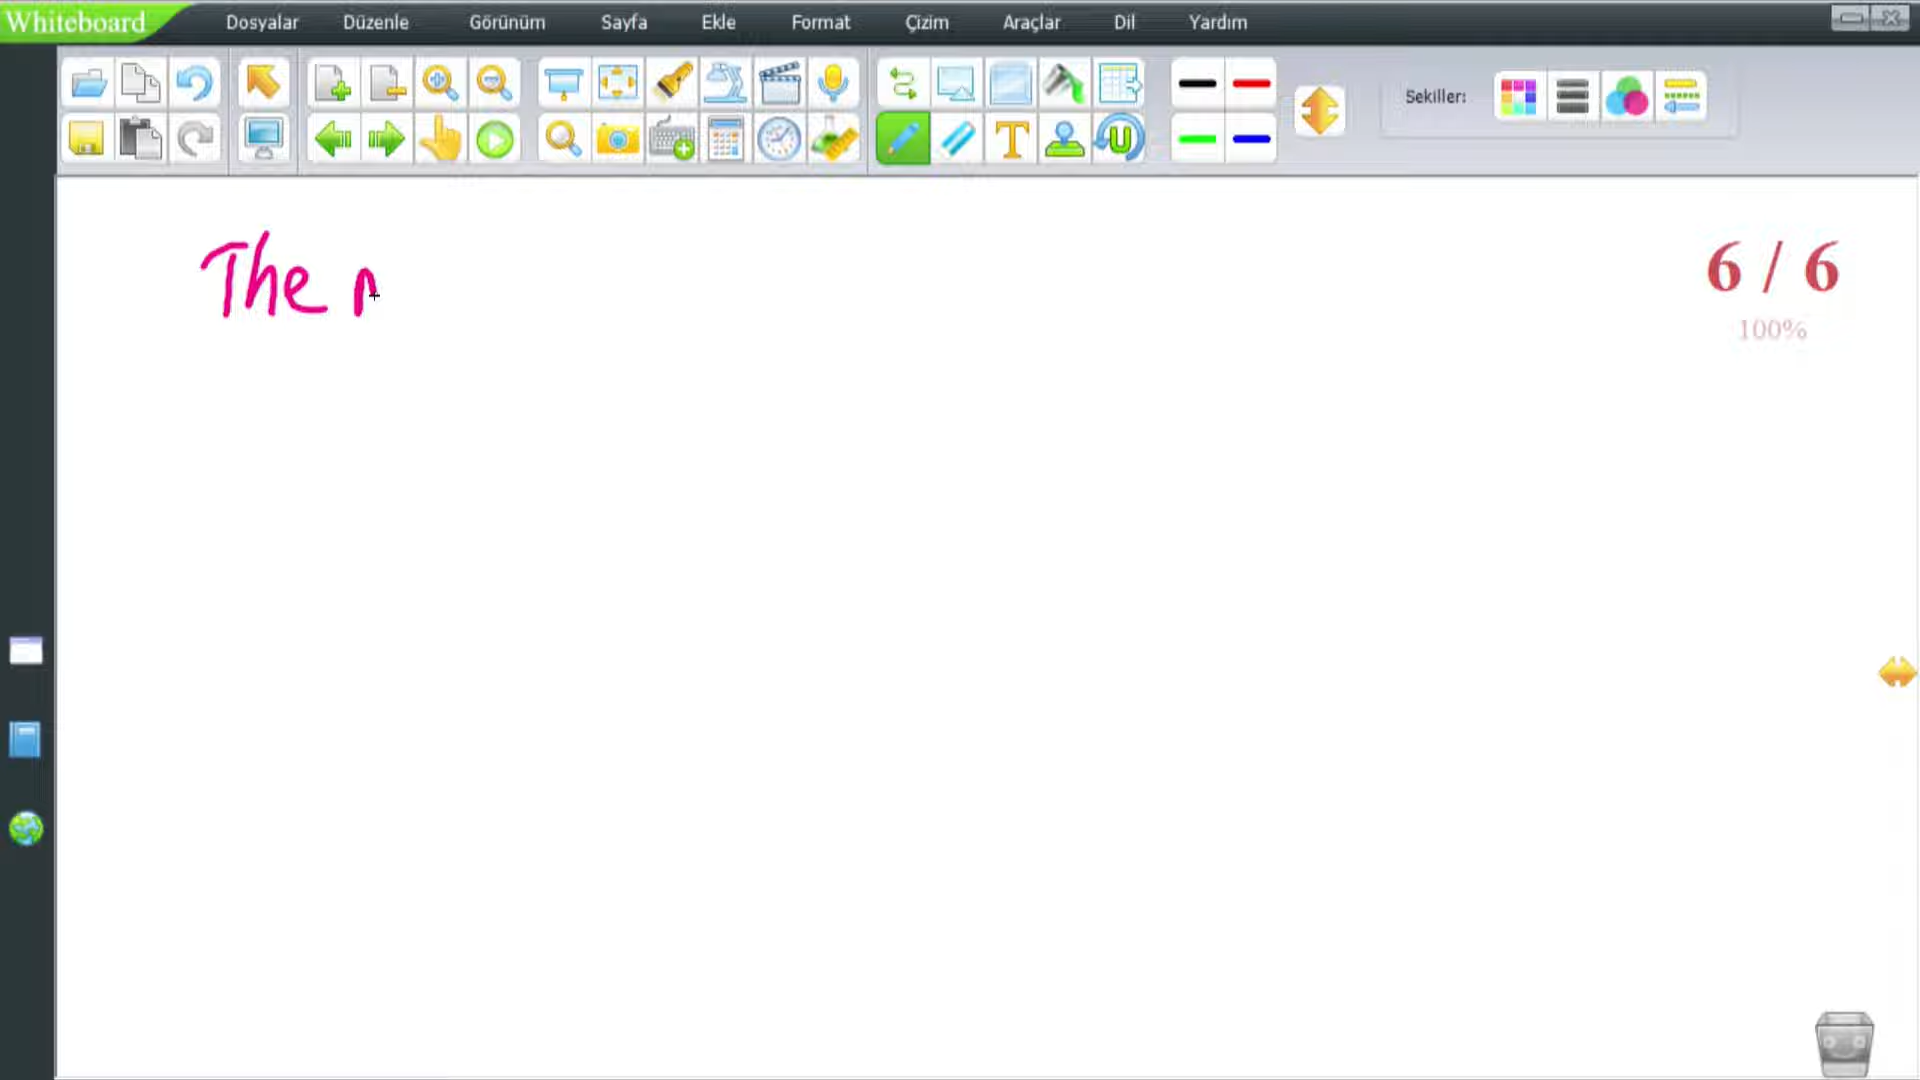 Whiteboard Dosyalar Düzenle Görünüm Sayfa Ekle Format Çizim Araçlar Dil Yardım
Sekiller:
The
6 / 6
100%